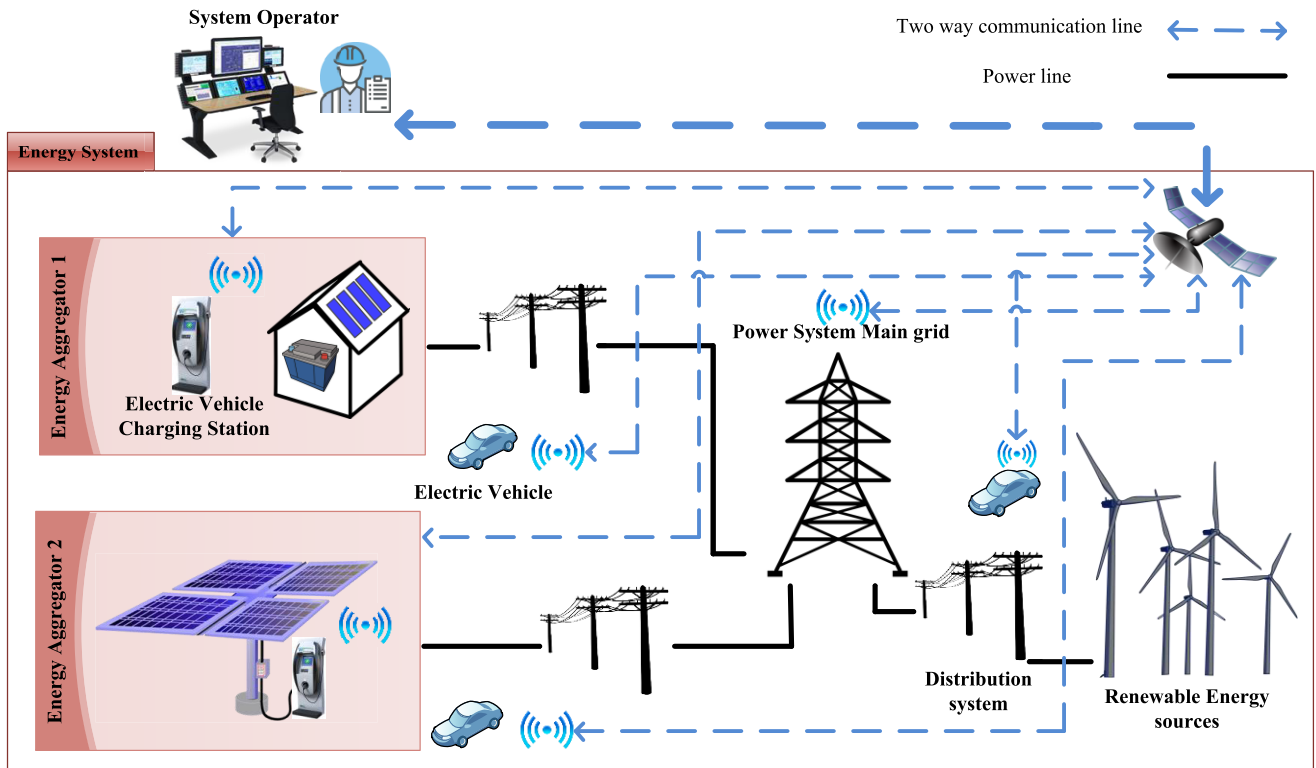 System Operator
Two way communication line
Power line
Energy System
Energy Aggregator 1
Electric Vehicle
Charging Station
Power System Main grid
Electric Vehicle
Energy Aggregator 2
Distribution
system
Renewable Energy
sources